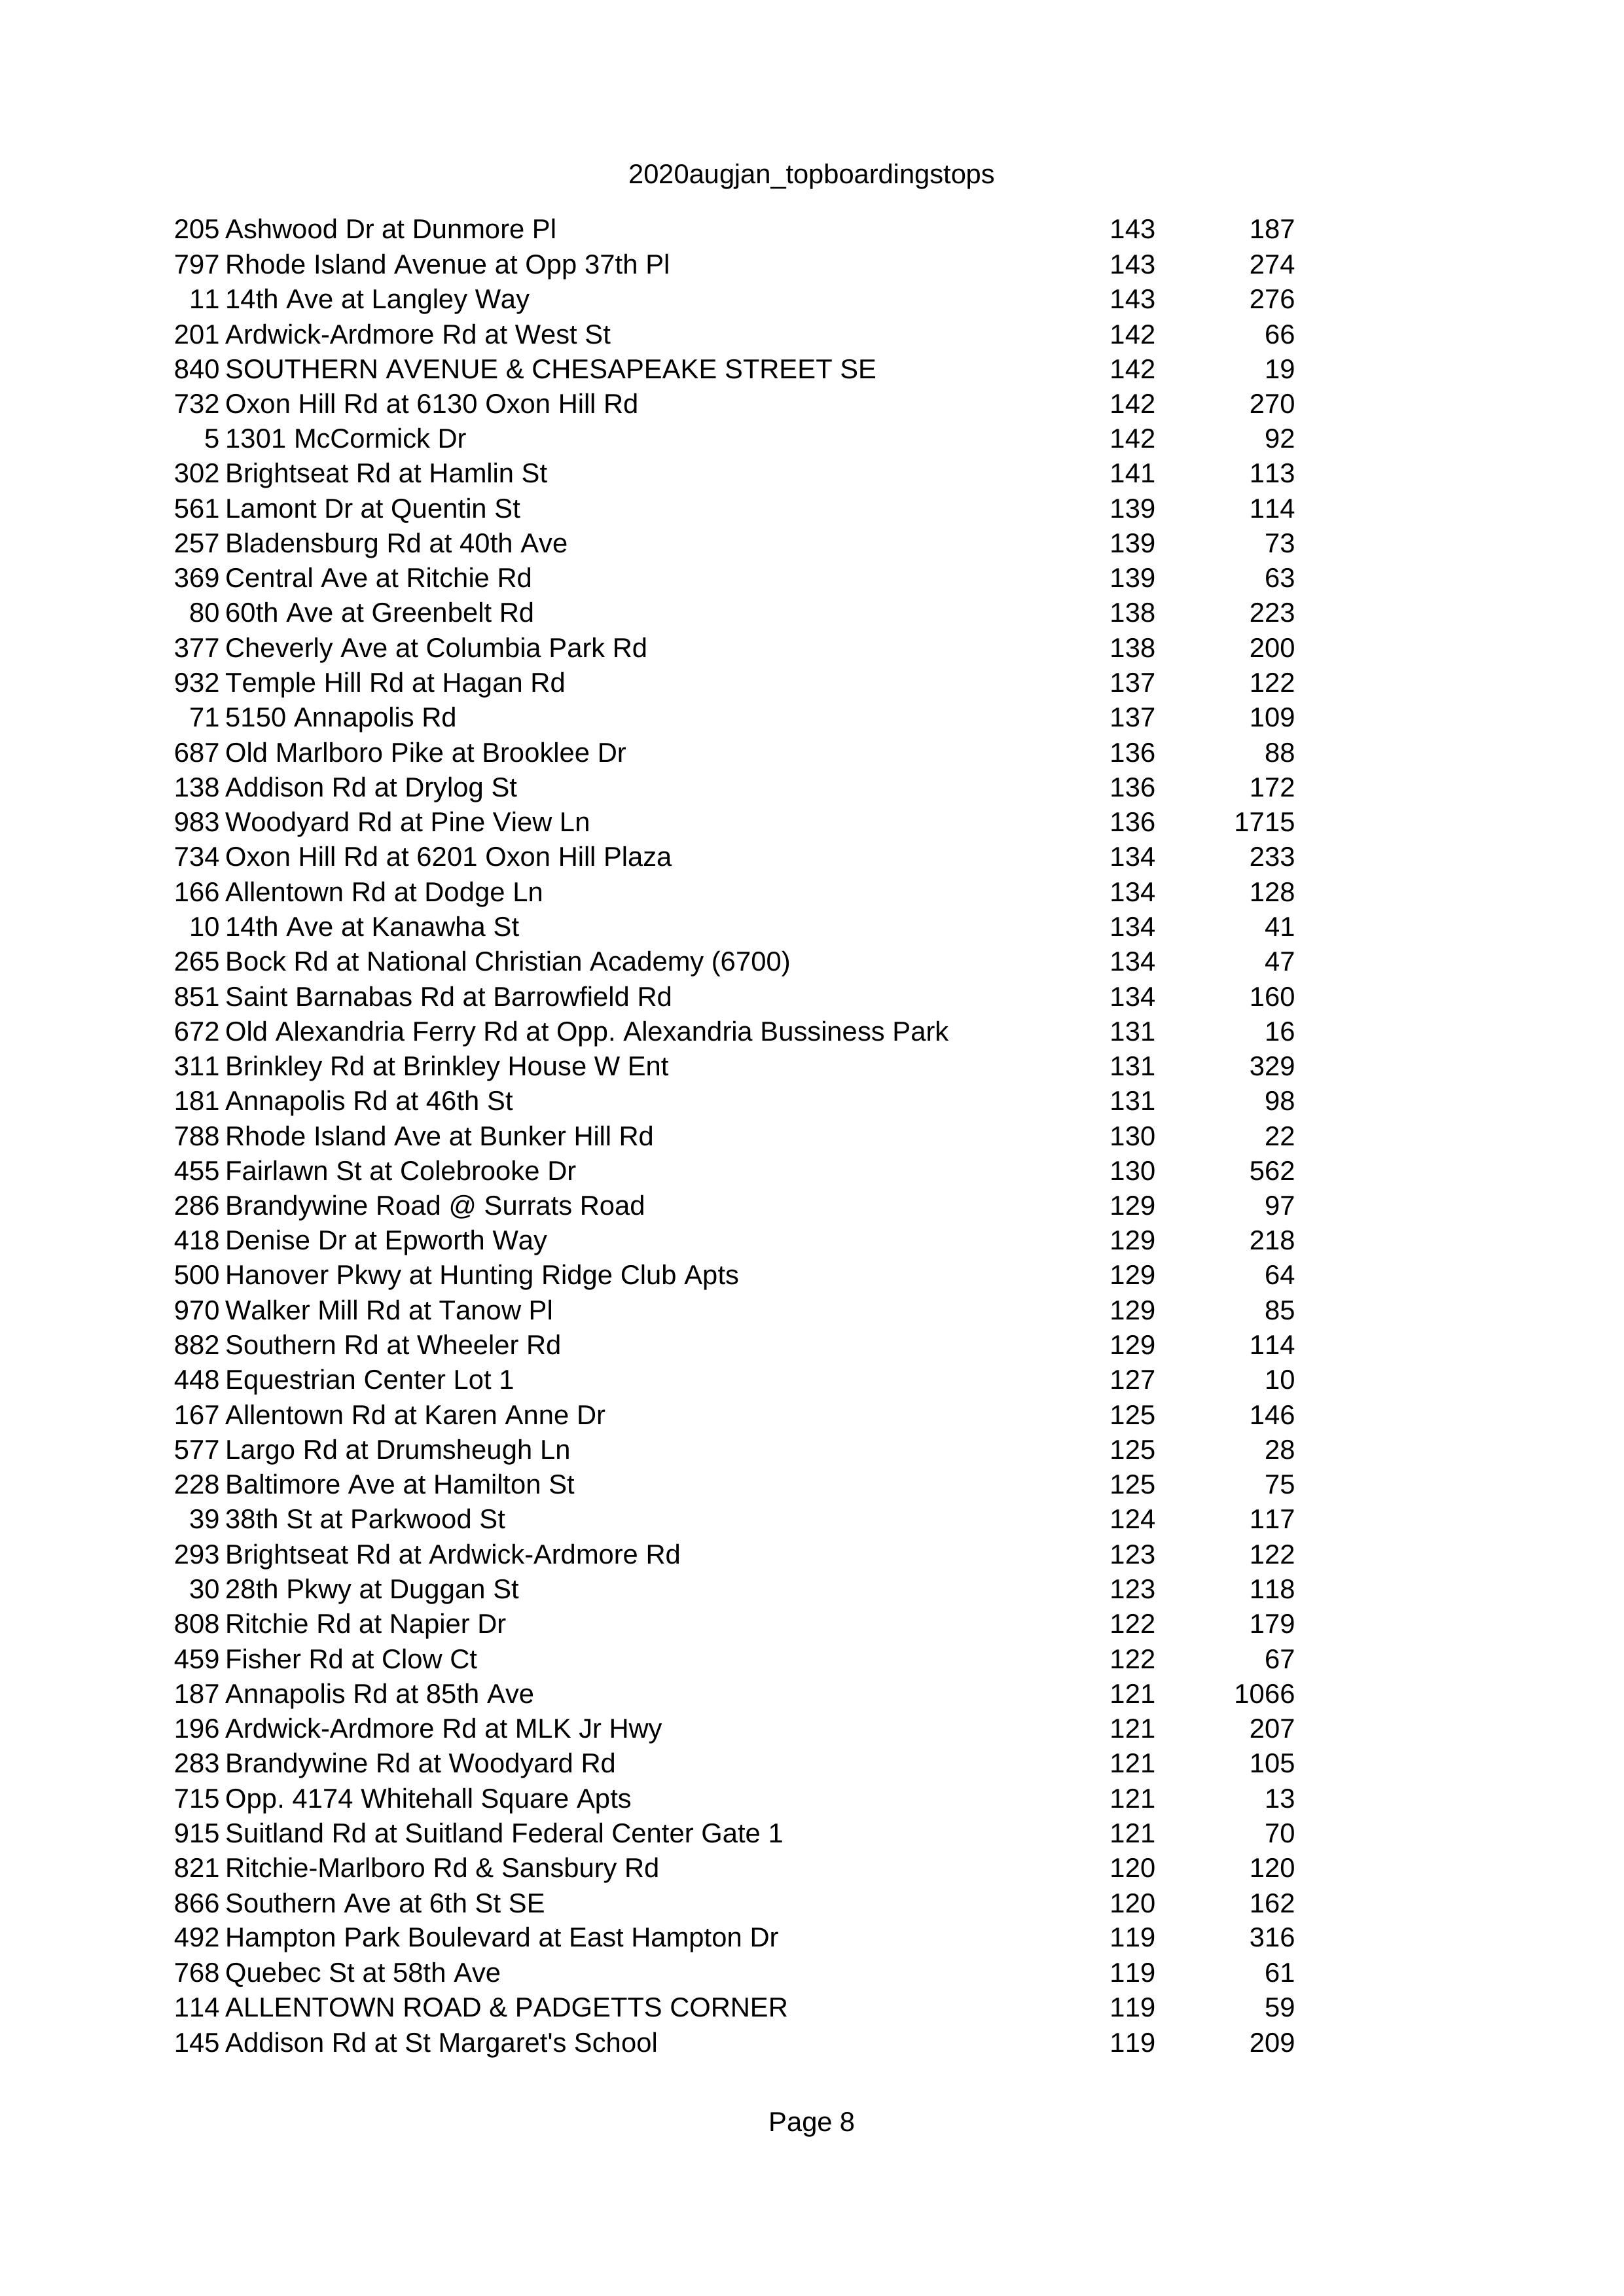 2020augjan_topboardingstops
205 Ashwood Dr at Dunmore Pl 143 187
797 Rhode Island Avenue at Opp 37th Pl 143 274
11 14th Ave at Langley Way 143 276
201 Ardwick-Ardmore Rd at West St 142 66
840 SOUTHERN AVENUE & CHESAPEAKE STREET SE 142 19
732 Oxon Hill Rd at 6130 Oxon Hill Rd 142 270
5 1301 McCormick Dr 142 92
302 Brightseat Rd at Hamlin St 141 113
561 Lamont Dr at Quentin St 139 114
257 Bladensburg Rd at 40th Ave 139 73
369 Central Ave at Ritchie Rd 139 63
80 60th Ave at Greenbelt Rd 138 223
377 Cheverly Ave at Columbia Park Rd 138 200
932 Temple Hill Rd at Hagan Rd 137 122
71 5150 Annapolis Rd 137 109
687 Old Marlboro Pike at Brooklee Dr 136 88
138 Addison Rd at Drylog St 136 172
983 Woodyard Rd at Pine View Ln 136 1715
734 Oxon Hill Rd at 6201 Oxon Hill Plaza 134 233
166 Allentown Rd at Dodge Ln 134 128
10 14th Ave at Kanawha St 134 41
265 Bock Rd at National Christian Academy (6700) 134 47
851 Saint Barnabas Rd at Barrowfield Rd 134 160
672 Old Alexandria Ferry Rd at Opp. Alexandria Bussiness Park 131 16
311 Brinkley Rd at Brinkley House W Ent 131 329
181 Annapolis Rd at 46th St 131 98
788 Rhode Island Ave at Bunker Hill Rd 130 22
455 Fairlawn St at Colebrooke Dr 130 562
286 Brandywine Road @ Surrats Road 129 97
418 Denise Dr at Epworth Way 129 218
500 Hanover Pkwy at Hunting Ridge Club Apts 129 64
970 Walker Mill Rd at Tanow Pl 129 85
882 Southern Rd at Wheeler Rd 129 114
448 Equestrian Center Lot 1 127 10
167 Allentown Rd at Karen Anne Dr 125 146
577 Largo Rd at Drumsheugh Ln 125 28
228 Baltimore Ave at Hamilton St 125 75
39 38th St at Parkwood St 124 117
293 Brightseat Rd at Ardwick-Ardmore Rd 123 122
30 28th Pkwy at Duggan St 123 118
808 Ritchie Rd at Napier Dr 122 179
459 Fisher Rd at Clow Ct 122 67
187 Annapolis Rd at 85th Ave 121 1066
196 Ardwick-Ardmore Rd at MLK Jr Hwy 121 207
283 Brandywine Rd at Woodyard Rd 121 105
715 Opp. 4174 Whitehall Square Apts 121 13
915 Suitland Rd at Suitland Federal Center Gate 1 121 70
821 Ritchie-Marlboro Rd & Sansbury Rd 120 120
866 Southern Ave at 6th St SE 120 162
492 Hampton Park Boulevard at East Hampton Dr 119 316
768 Quebec St at 58th Ave 119 61
114 ALLENTOWN ROAD & PADGETTS CORNER 119 59
145 Addison Rd at St Margaret's School 119 209
Page 8